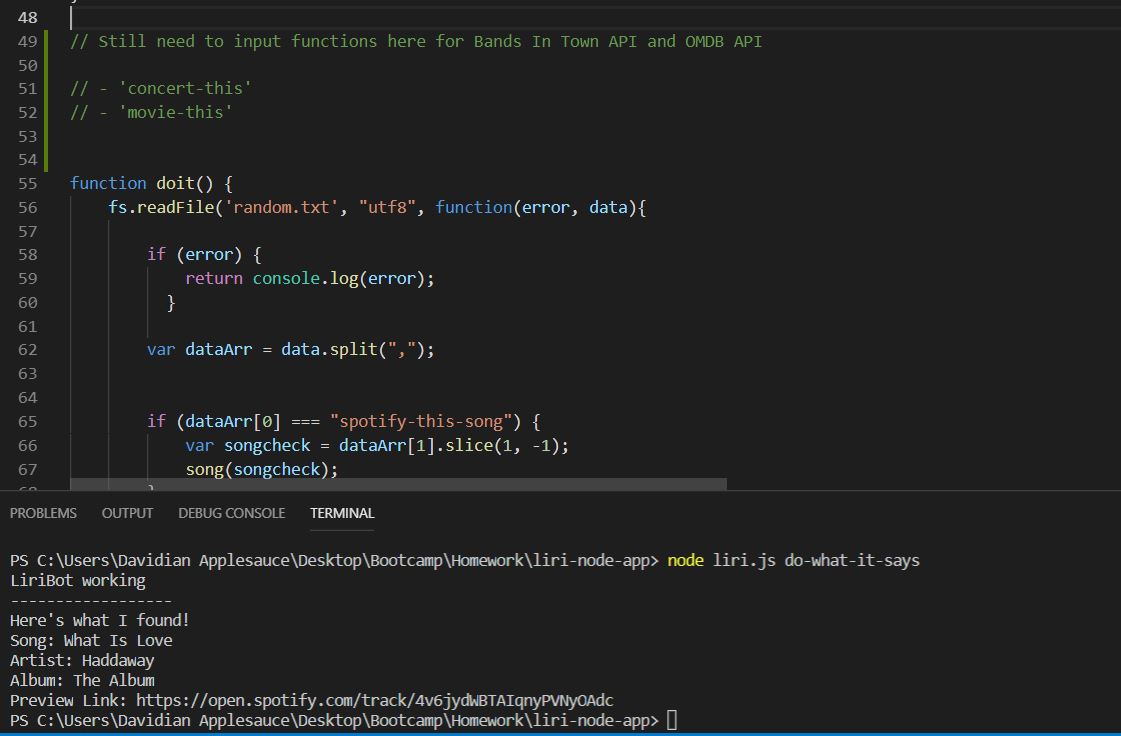 48
49 // Still need to input functions here for Bands In Town API and OMDB API
50
51 // - 'concert-this'
52 // - 'movie-this'
53
54
55 function doit() {
56 fs.readFile('random.txt', "utf8", function(error, data){
57
58 if (error) {
59 return console.log(error);
60 }
61
62 var dataArr = data.split(",");
63
64
65 if (dataArr[0] === "spotify-this-song") {
66 var songcheck = dataArr[1].slice(1, -1);
67 song(songcheck);
PROBLEMS OUTPUT DEBUG CONSOLE TERMINAL
PS C:\Users\Davidian Applesauce\Desktop\Bootcamp\Homework\liri-node-app> node liri.js do-what-it-says
LiriBot working
------------------
Here's what I found!
Song: What Is Love
Artist: Haddaway
Album: The Album
Preview Link: https://open.spotify.com/track/4v6jydWBTAIqnyPVNyOAdc
PS C:\Users\Davidian Applesauce\Desktop\Bootcamp\Homework\liri-node-app>